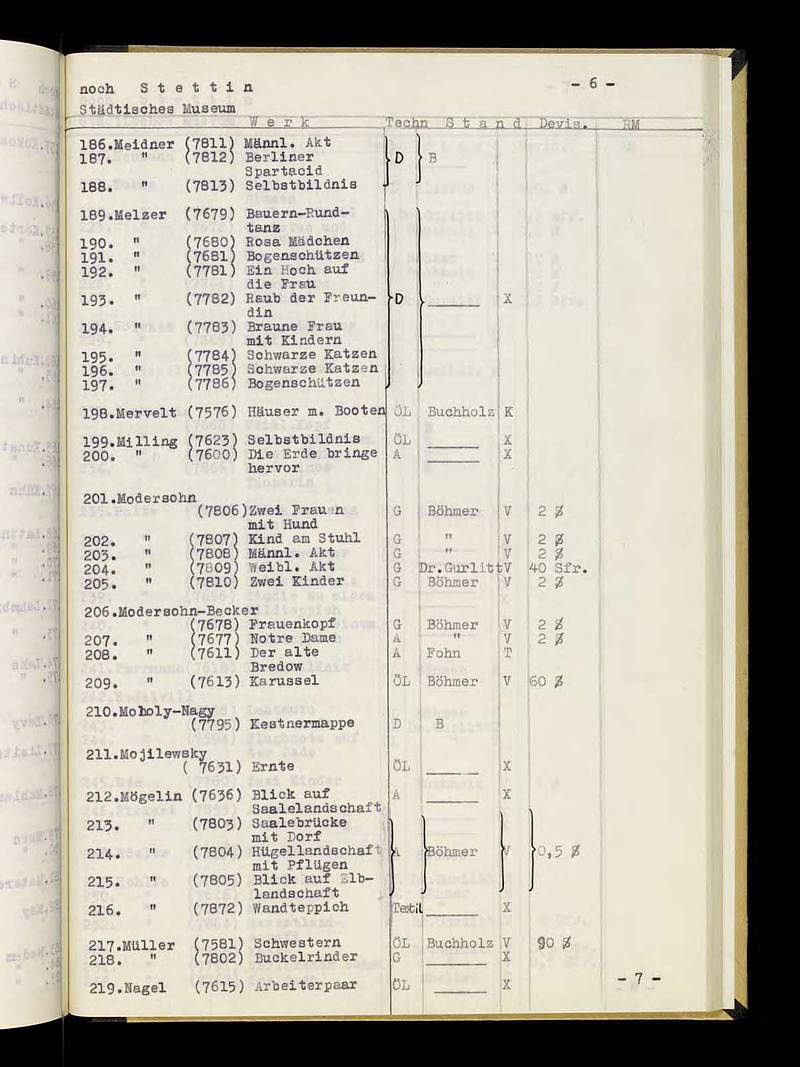 noch S t e t t i n - 6 -
Städtisches Museum
W e r k Techn S t a n d Devis. RM
186.Meidner (7811) Männl. Akt
187. " (7812) Berliner D B
Spartacid
188. " (7813) Selbstbildnis
189.Melzer (7679) Bauern-Rund-
tanz
190. " (7680) Rosa Mädchen
191. " (7681) Bogenschützen
192. " (7781) Ein Hoch auf
die Frau
193. " (7782) Raub der Freun- D ______ X
din
194. " (7783) Braune Frau
mit Kindern
195. " (7784) Schwarze Katzen
196. " (7785) Schwarze Katzen
197. " (7786) Bogenschützen
198.Mervelt (7576) Häuser m. Booten ÖL Buchholz K
199.Milling (7623) Selbstbildnis ÖL ______ X
200. " (7600) Die Erde bringe A ______ X
hervor
201.Modersohn
(7806)Zwei Frauen G Böhmer V 2 $
mit Hund
202. " (7807) Kind am Stuhl G " V 2 $
203. " (7808) Männl. Akt G " V 2 $
204. " (7809) Weibl. Akt G Dr.GurlittV 40 Sfr.
205. " (7810) Zwei Kinder G Böhmer V 2 $
206.Modersohn-Becker
(7678) Frauenkopf G Böhmer V 2 $
207. " (7677) Notre Dame A " V 2 $
208. " (7611) Der alte A Fohn T
Bredow
209. " (7613) Karussel ÖL Böhmer V 60 $
210.Moholy-Nagy
(7795) Kestnermappe D B
211.Mojilewsky
( 7631) Ernte ÖL ______ X
212.Mögelin (7636) Blick auf A ______ X
Saalelandschaft
213. " (7803) Saalebrücke
mit Dorf
214. " (7804) Hügellandschaft A Böhmer V 0,5 $
mit Pflügen
215. " (7805) Blick auf Elb-
landschaft
216. " (7872) Wandteppich Textil ______ X
217.Müller (7581) Schwestern ÖL Buchholz V 90 $
218. " (7802) Buckelrinder G ______ X
219.Nagel (7615) Arbeiterpaar ÖL ______ X
- 7 -